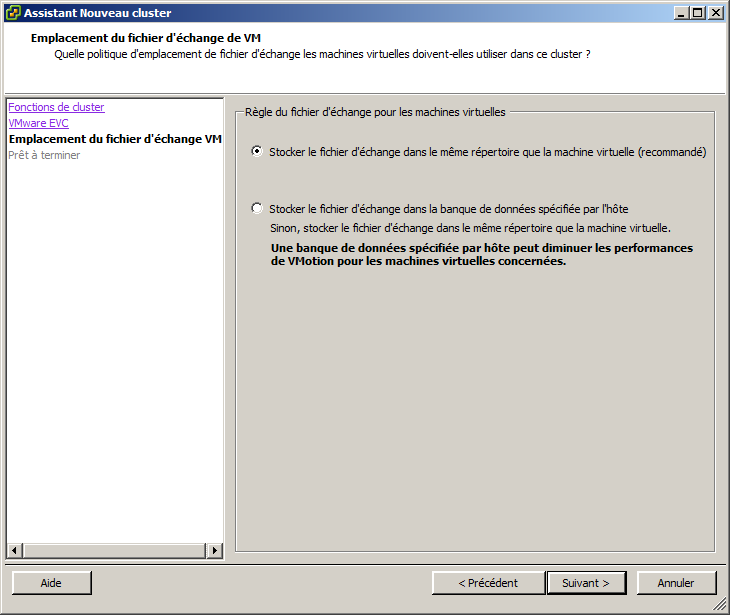 Assistant Nouveau cluster
Emplacement du fichier d'échange de VM
Quelle politique d'emplacement de fichier d'échange les machines virtuelles doivent-elles utiliser dans ce cluster ?
Fonctions de cluster
VMware EVC
Emplacement du fichier d'échange VM
Prêt à terminer
Règle du fichier d'échange pour les machines virtuelles
Stocker le fichier d'échange dans le même répertoire que la machine virtuelle (recommandé)
Stocker le fichier d'échange dans la banque de données spécifiée par l'hôte
Sinon, stocker le fichier d'échange dans le même répertoire que la machine virtuelle.
Une banque de données spécifiée par hôte peut diminuer les performances
de VMotion pour les machines virtuelles concernées.
Aide
< Précédent
Suivant >
Annuler